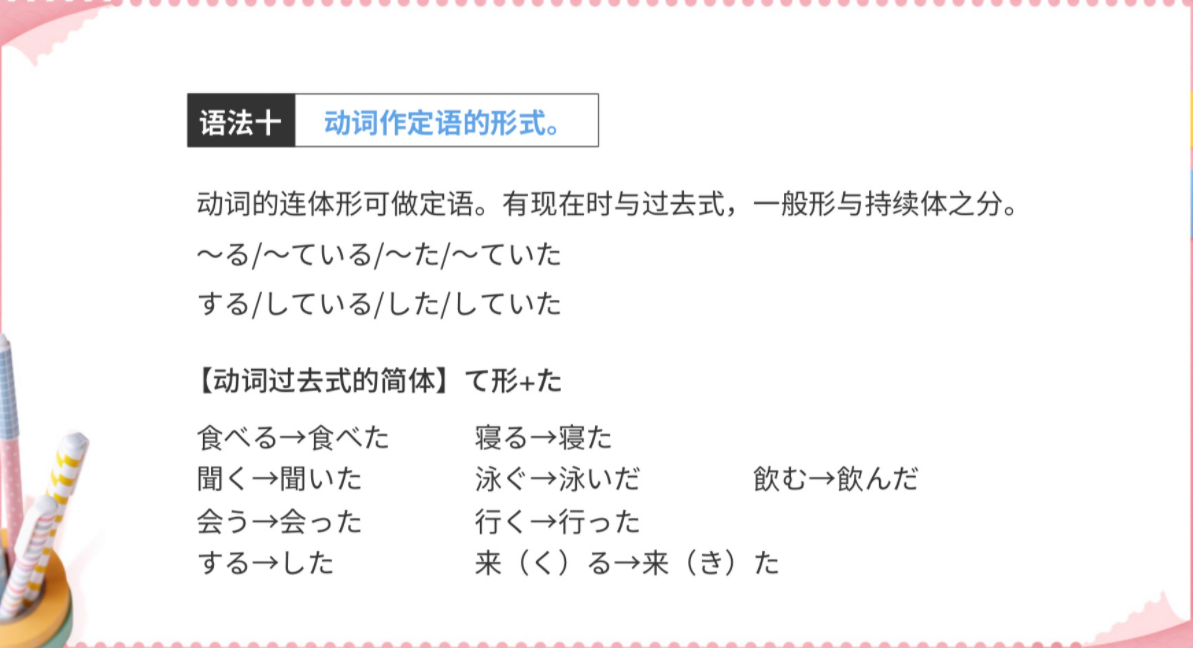 语法十 动词作定语的形式。
动词的连体形可做定语。有现在时与过去式，一般形与持续体之分。
～る/～ている/～た/～ていた
する/している/した/していた
【动词过去式的简体】て形+た
食べる→食べた 寝る→寝た
聞く→聞いた 泳ぐ→泳いだ 飲む→飲んだ
会う→会った 行く→行った
する→した 来（く）る→来（き）た